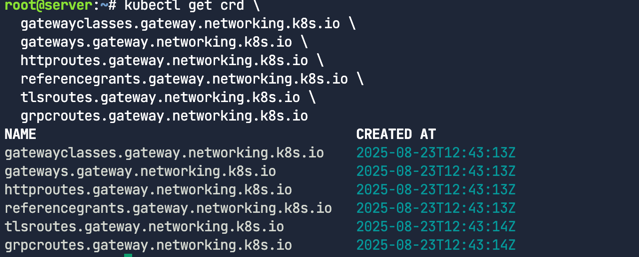 root@server:~# kubectl get crd \
  gatewayclasses.gateway.networking.k8s.io \
  gateways.gateway.networking.k8s.io \
  httproutes.gateway.networking.k8s.io \
  referencegrants.gateway.networking.k8s.io \
  tlsroutes.gateway.networking.k8s.io \
  grpcroutes.gateway.networking.k8s.io
NAME                                        CREATED AT
gatewayclasses.gateway.networking.k8s.io    2025-08-23T12:43:13Z
gateways.gateway.networking.k8s.io          2025-08-23T12:43:13Z
httproutes.gateway.networking.k8s.io        2025-08-23T12:43:13Z
referencegrants.gateway.networking.k8s.io   2025-08-23T12:43:13Z
tlsroutes.gateway.networking.k8s.io         2025-08-23T12:43:14Z
grpcroutes.gateway.networking.k8s.io        2025-08-23T12:43:14Z